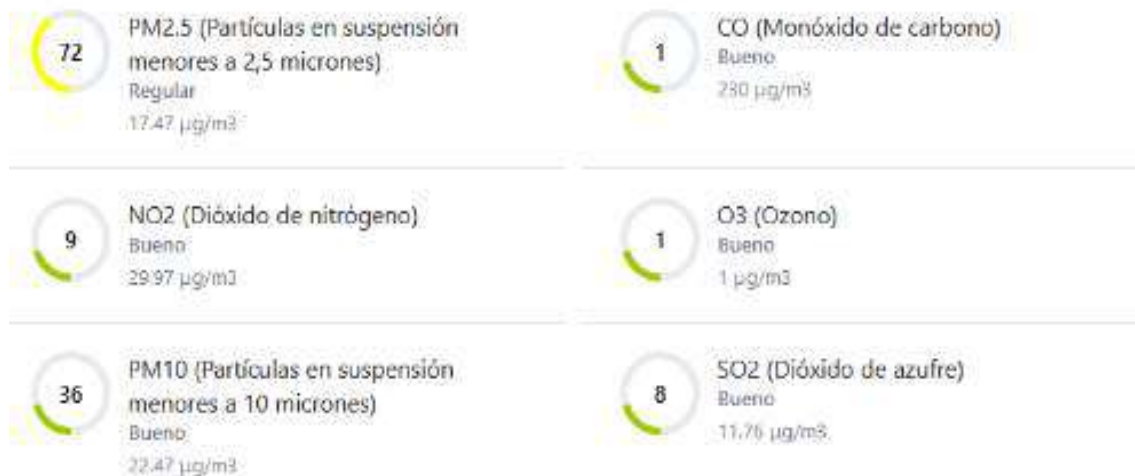 72
PM2.5 (Partículas en suspensión
menores a 2,5 micrones)
Regular
17.47 µg/m3
1
CO (Monóxido de carbono)
Bueno
230 µg/m3
9
NO2 (Dióxido de nitrógeno)
Bueno
29.97 µg/m3
1
O3 (Ozono)
Bueno
1 µg/m3
36
PM10 (Partículas en suspensión
menores a 10 micrones)
Bueno
22.47 µg/m3
8
SO2 (Dióxido de azufre)
Bueno
11.76 µg/m3